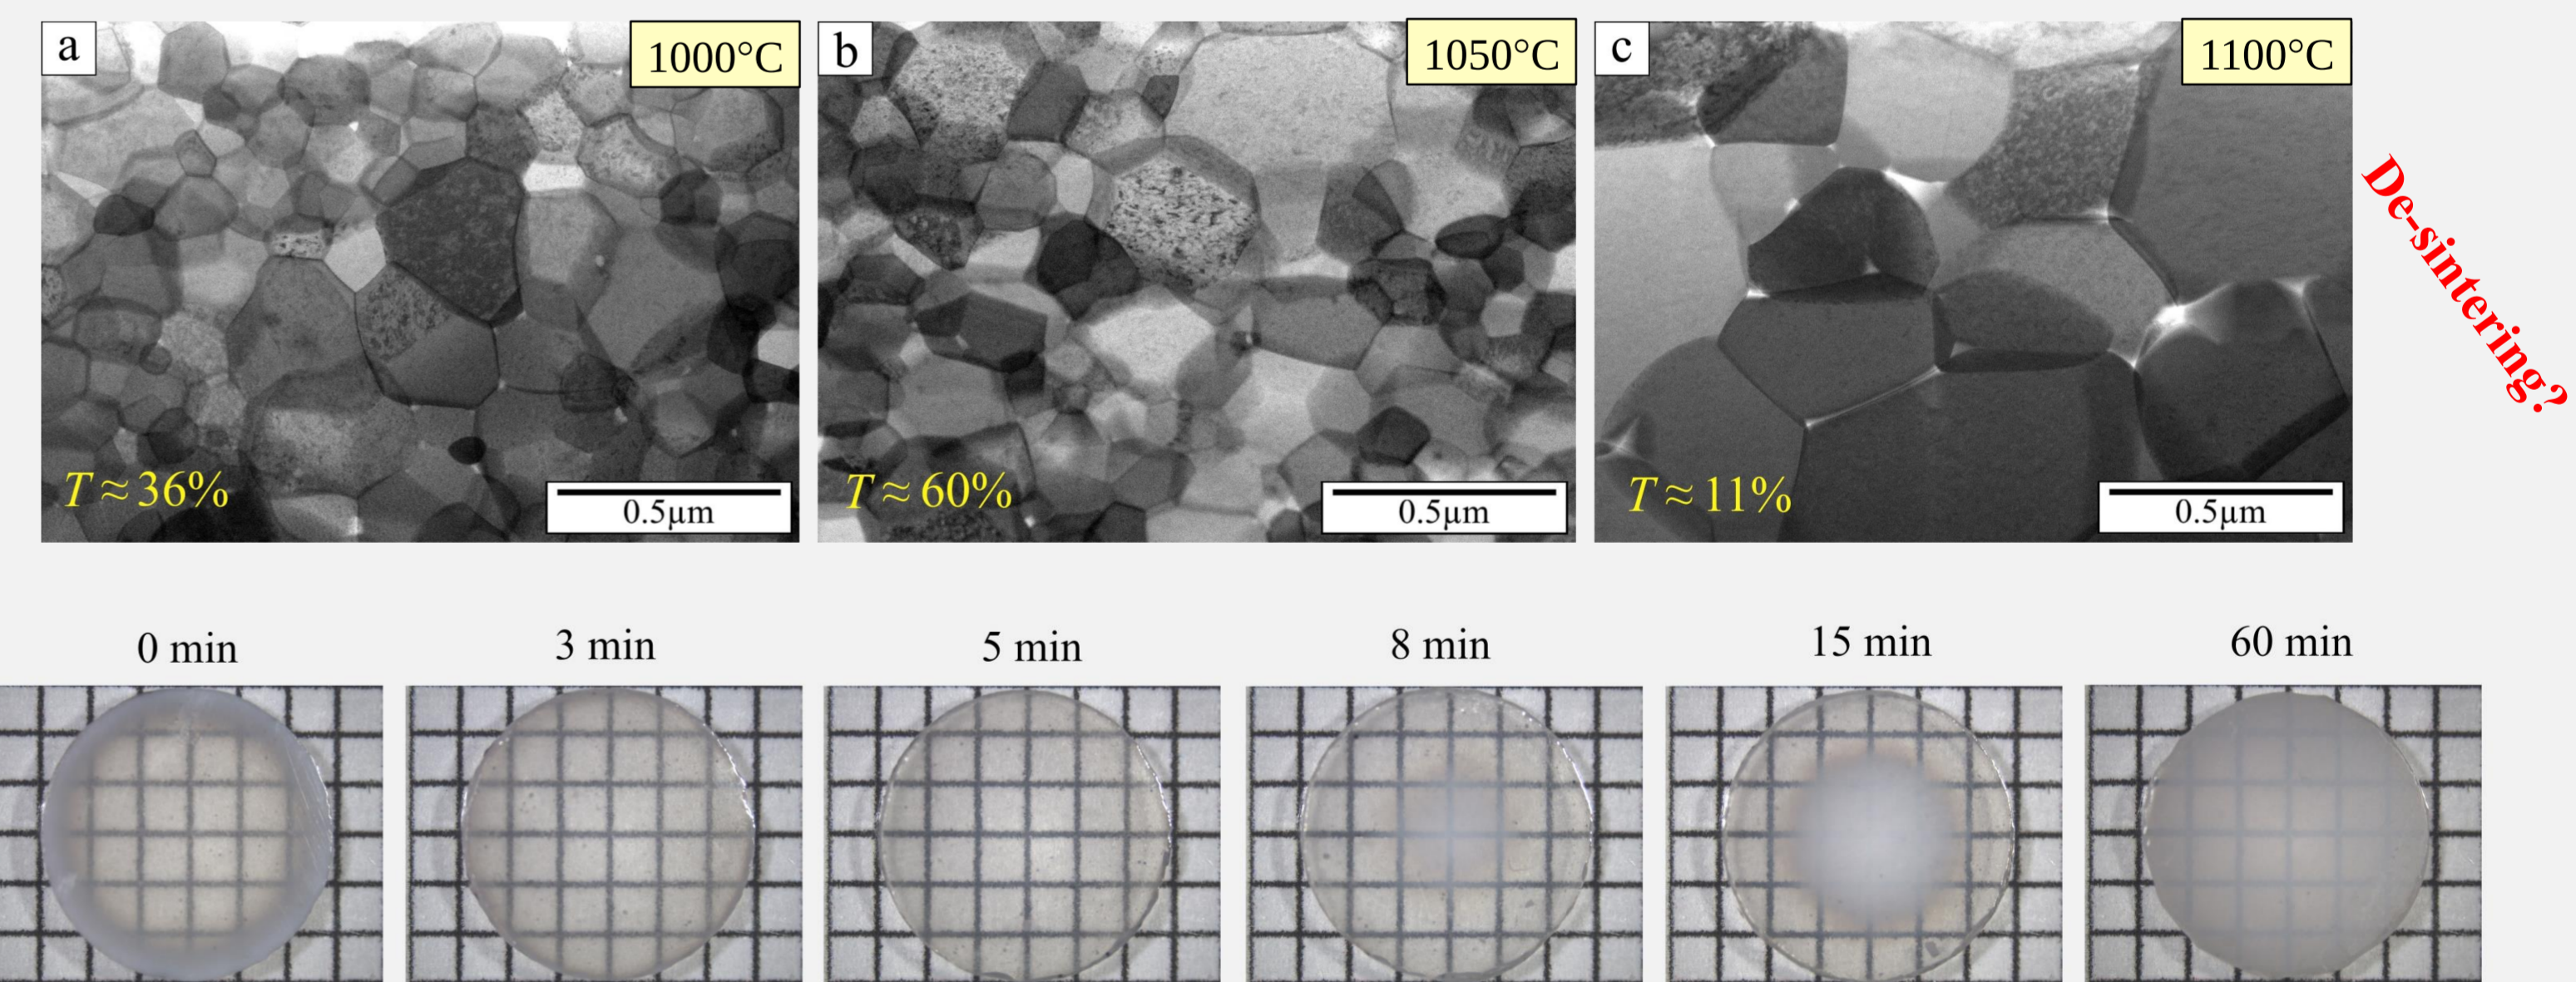 a
1000°C
b
1050°C
c
1100°C
De-sintering?
T ≈ 36%
0.5µm
T ≈ 60%
0.5µm
T ≈ 11%
0.5µm
0 min
3 min
5 min
8 min
15 min
60 min